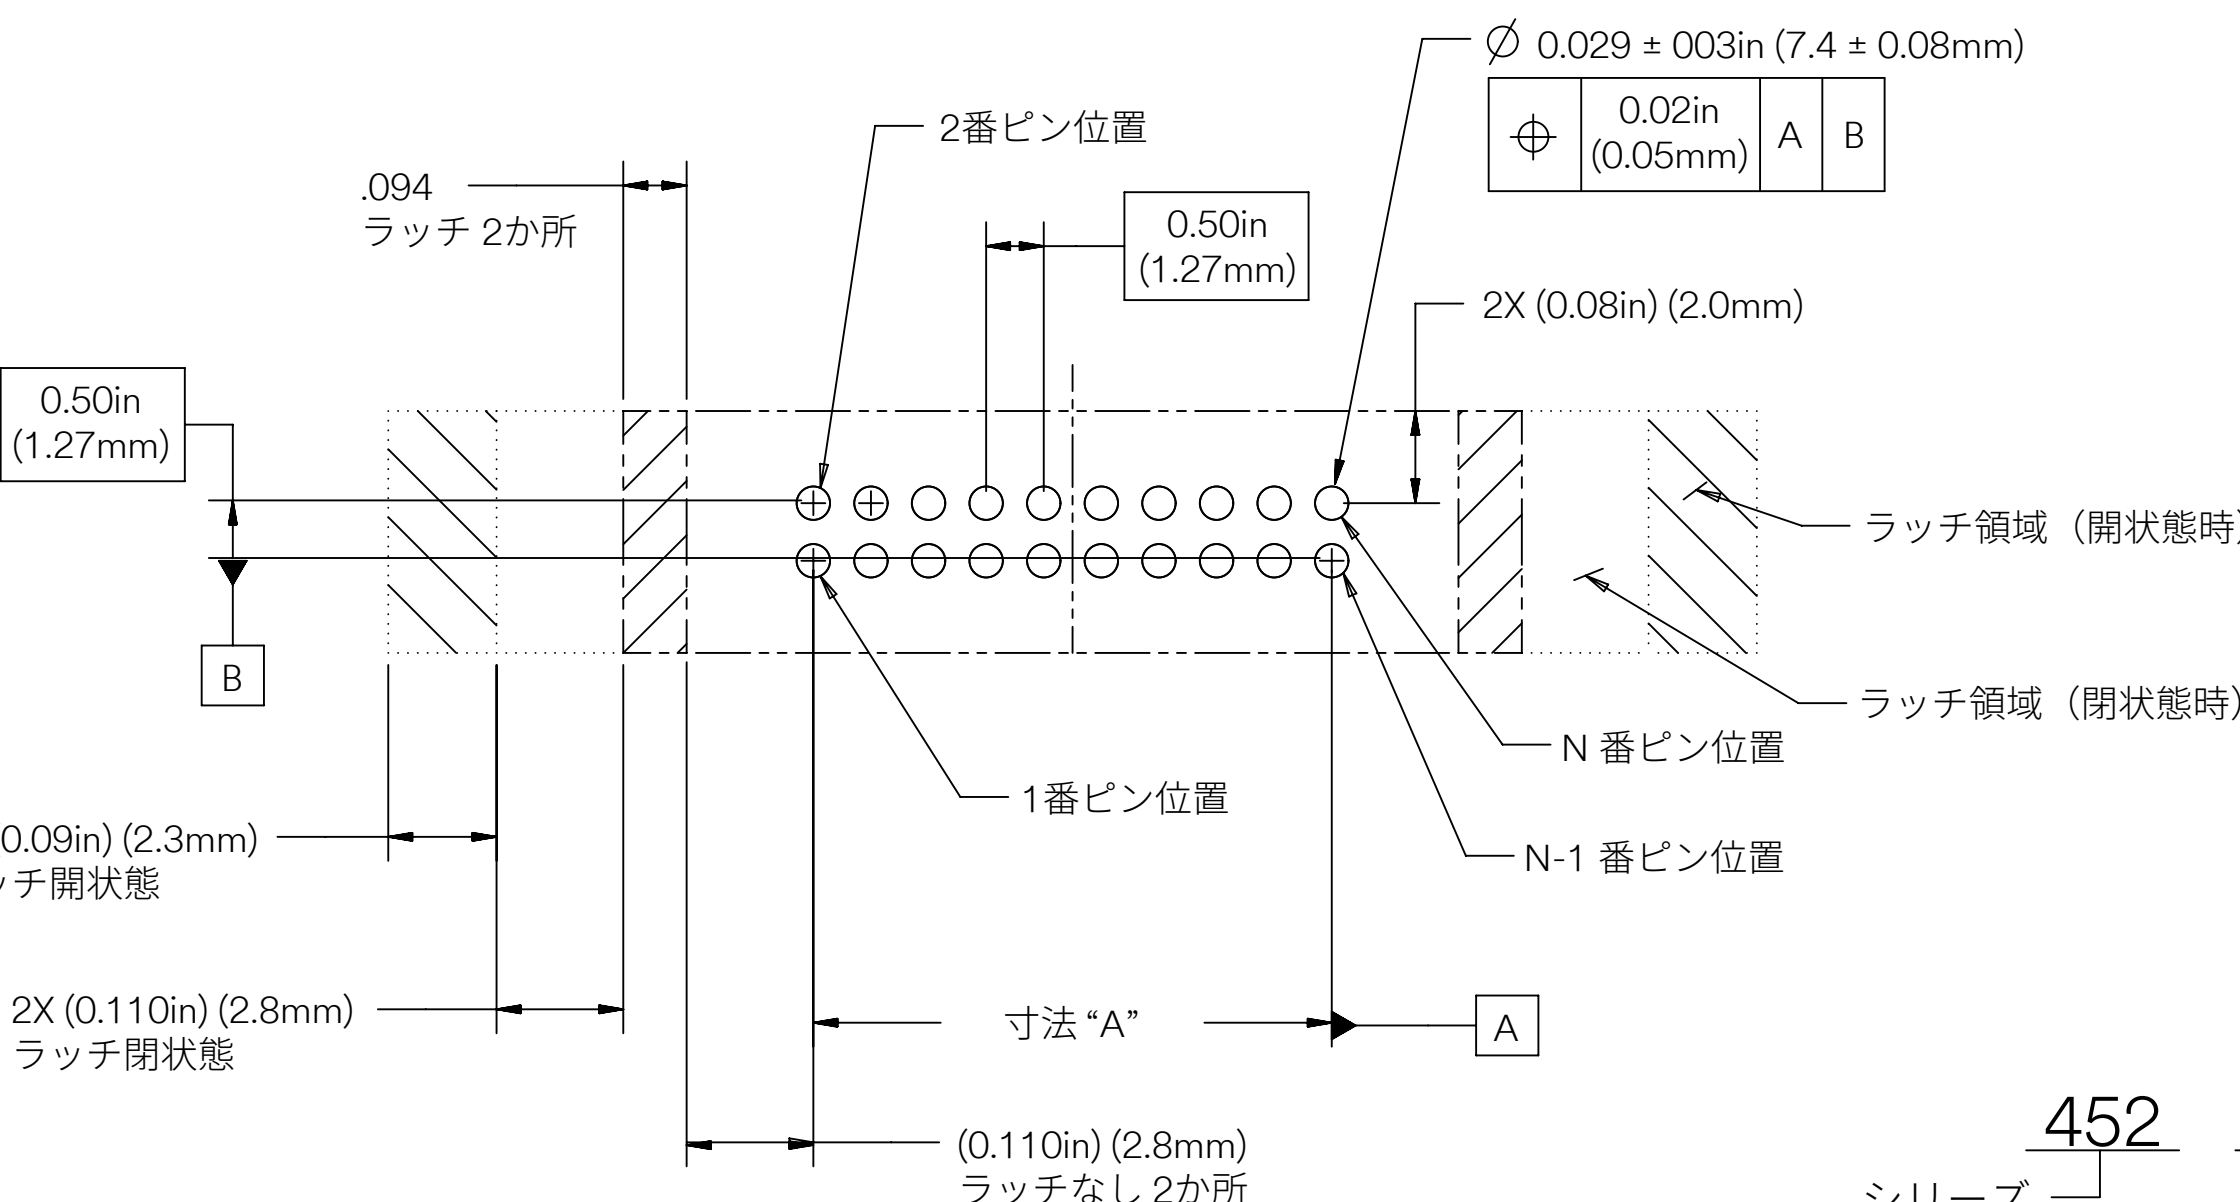 ∅ 0.029 ± 003in (7.4 ± 0.08mm)
0.02in
(0.05mm)
A
B
2番ピン位置
.094
ラッチ 2か所
0.50in
(1.27mm)
2X (0.08in) (2.0mm)
0.50in
(1.27mm)
ラッチ領域（開状態時）
B
ラッチ領域（閉状態時）
N 番ピン位置
1番ピン位置
0.09in) (2.3mm)
ッチ開状態
N-1 番ピン位置
2X (0.110in) (2.8mm)
ラッチ閉状態
寸法 “A”
A
(0.110in) (2.8mm)
ラッチなし 2か所
452
シリーズ